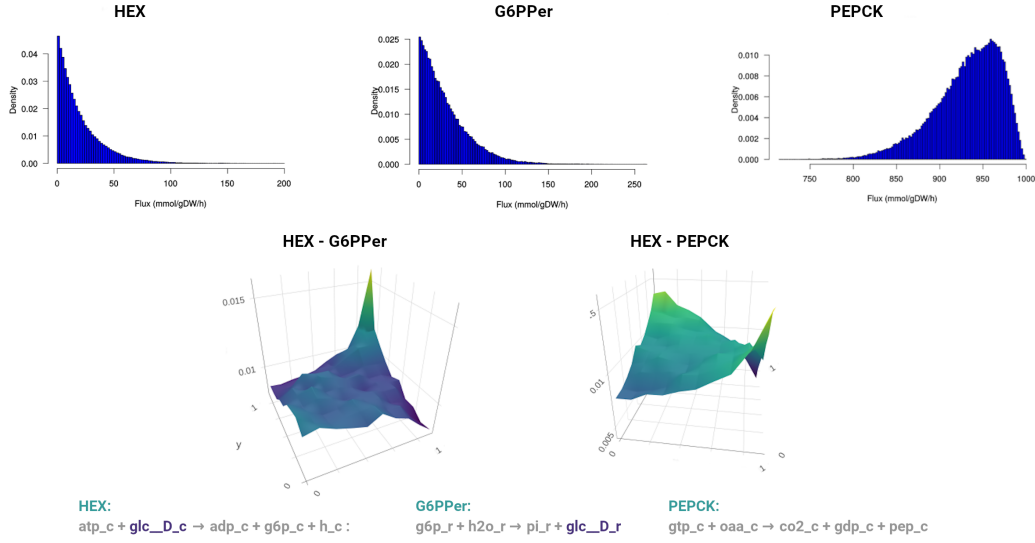 HEX
G6PPer
PEPCK
0.04
0.03
0.02
0.01
0.00
Density
0
50
100
150
200
Flux (mmol/gDW/h)
0.025
0.020
0.015
0.010
0.005
0.000
Density
0
50
100
150
200
250
Flux (mmol/gDW/h)
0.010
0.008
0.006
0.004
0.002
0.000
Density
750
800
850
900
950
1000
Flux (mmol/gDW/h)
HEX - G6PPer
HEX - PEPCK
0.015
0.01
1
y
0
0
1
-5
0.01
0.005
0
1
0
1
HEX:
atp_c + glc__D_c → adp_c + g6p_c + h_c :
G6PPer:
g6p_r + h2o_r → pi_r + glc__D_r
PEPCK:
gtp_c + oaa_c → co2_c + gdp_c + pep_c